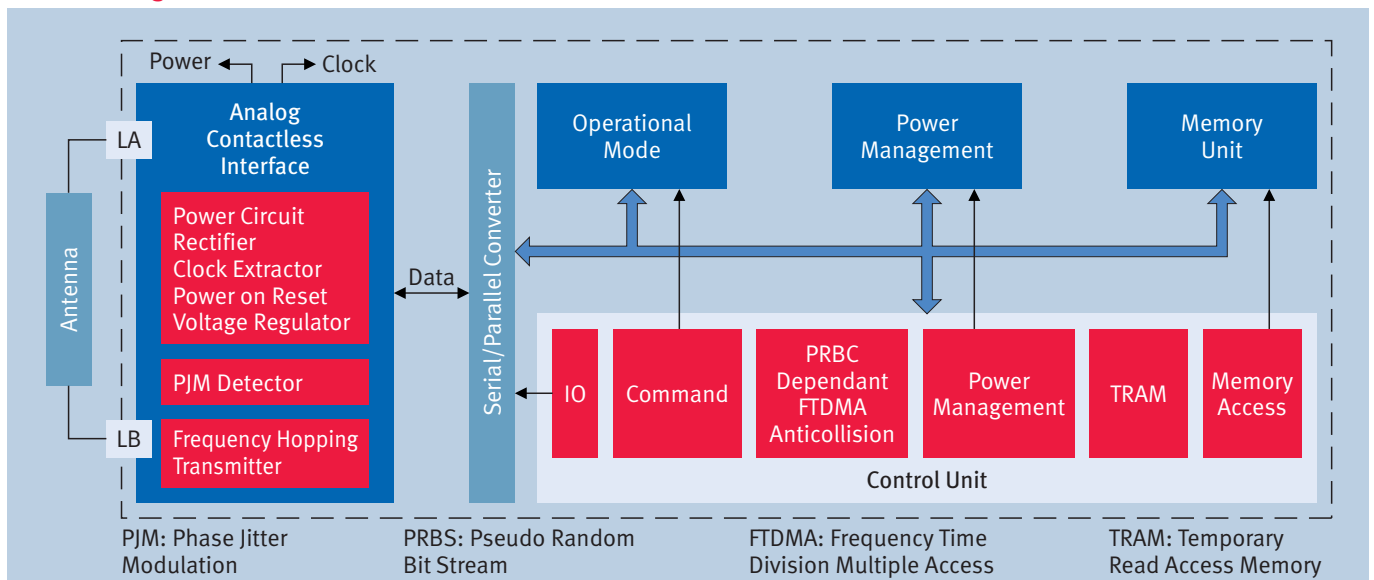 Power
Clock
Analog
Contactless
Interface
LA
Antenna
LB
Power Circuit
Rectifier
Clock Extractor
Power on Reset
Voltage Regulator
PJM Detector
Frequency Hopping
Transmitter
Data
Serial/Parallel Converter
Operational
Mode
Power
Management
Memory
Unit
IO
Command
PRBC
Dependant
FTDMA
Anticollision
Power
Management
TRAM
Memory
Access
Control Unit
PJM: Phase Jitter
Modulation
PRBS: Pseudo Random
Bit Stream
FTDMA: Frequency Time
Division Multiple Access
TRAM: Temporary
Read Access Memory